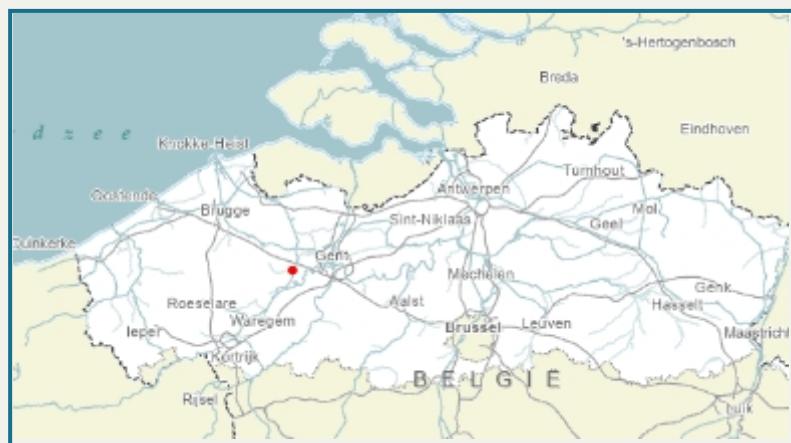 's-Hertogenbosch
Breda
d z e e
Eindhoven
Knokke-Heist
Turnhout
Antwerpen
Oostende
Mol
Brugge
Sint-Niklaas
Geel
Duinkerke
Gent
Mechelen
Genk
Roeselare
Aalst
Hasselt
Waregem
Brussel
Leuven
Ieper
Maastricht
Kortrijk
BELGIË
Rijsel
Luik